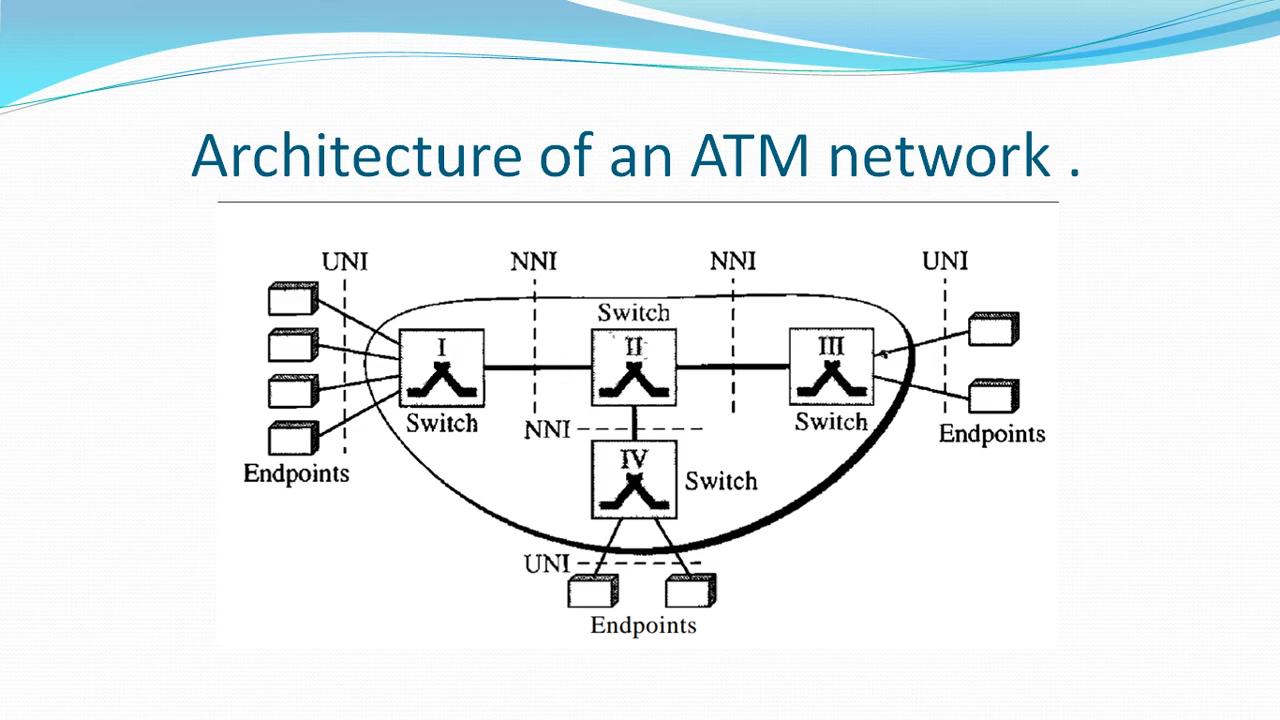 Architecture of an ATM network .
UNI NNI NNI UNI
Switch
I II III
Switch Switch
NNI
Endpoints
IV
Endpoints
Switch
UNI
Endpoints